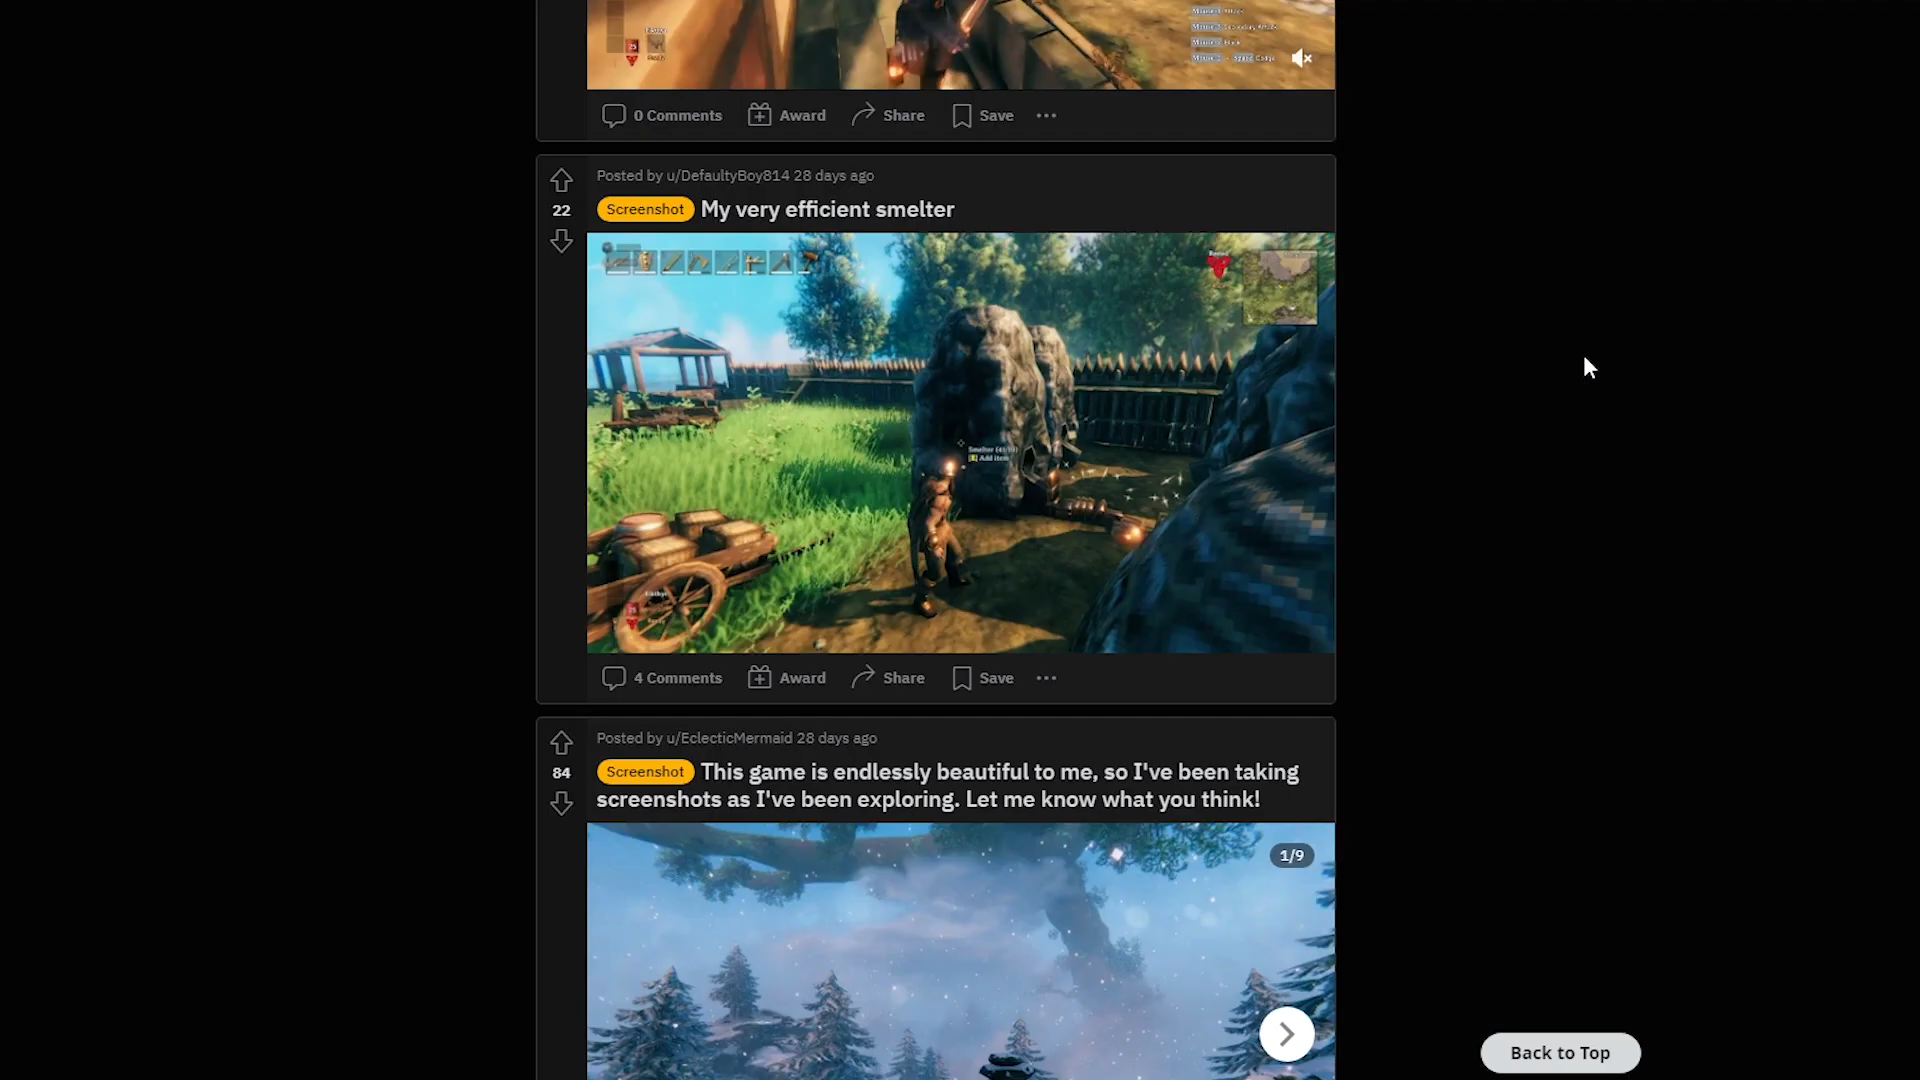 0 Comments Award Share Save
Posted by u/DefaultyBoy814 28 days ago
22
Screenshot My very efficient smelter
Smelter
Add item
4 Comments Award Share Save
Posted by u/EclecticMermaid 28 days ago
84
Screenshot This game is endlessly beautiful to me, so I've been taking
screenshots as I've been exploring. Let me know what you think!
1/9
Back to Top